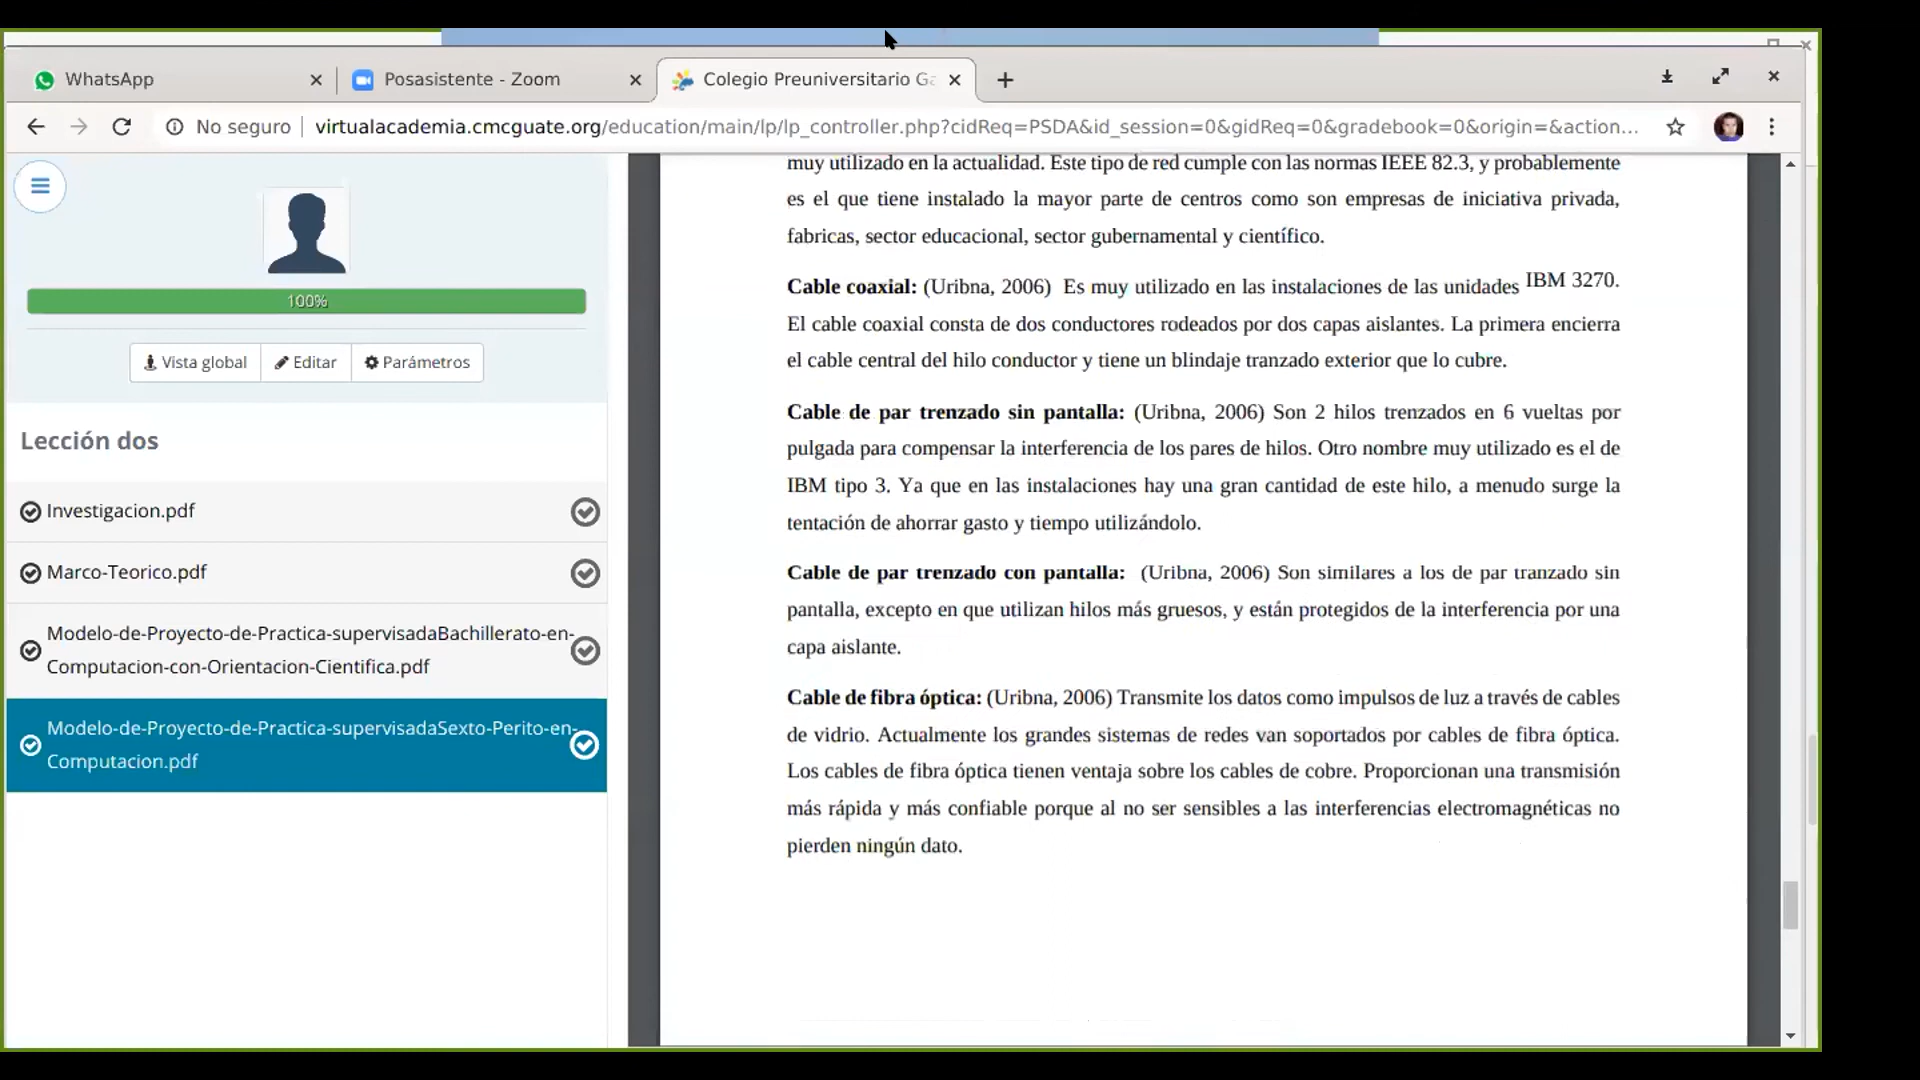 WhatsApp
Posasistente - Zoom
Colegio Preuniversitario Ga
No seguro
virtualacademia.cmcguate.org/education/main/lp/lp_controller.php?cidReq=PSDA&id_session=0&gidReq=0&gradebook=0&origin=&action...
100%
Vista global
Editar
Parámetros
Lección dos
Investigacion.pdf
Marco-Teorico.pdf
Modelo-de-Proyecto-de-Practica-supervisadaBachillerato-en-
Computacion-con-Orientacion-Cientifica.pdf
Modelo-de-Proyecto-de-Practica-supervisadaSexto-Perito-en-
Computacion.pdf
muy utilizado en la actualidad. Este tipo de red cumple con las normas IEEE 82.3, y probablemente
es el que tiene instalado la mayor parte de centros como son empresas de iniciativa privada,
fabricas, sector educacional, sector gubernamental y científico.
Cable coaxial: (Uribna, 2006) Es muy utilizado en las instalaciones de las unidades IBM 3270.
El cable coaxial consta de dos conductores rodeados por dos capas aislantes. La primera encierra
el cable central del hilo conductor y tiene un blindaje tranzado exterior que lo cubre.
Cable de par trenzado sin pantalla: (Uribna, 2006) Son 2 hilos trenzados en 6 vueltas por
pulgada para compensar la interferencia de los pares de hilos. Otro nombre muy utilizado es el de
IBM tipo 3. Ya que en las instalaciones hay una gran cantidad de este hilo, a menudo surge la
tentación de ahorrar gasto y tiempo utilizándolo.
Cable de par trenzado con pantalla: (Uribna, 2006) Son similares a los de par tranzado sin
pantalla, excepto en que utilizan hilos más gruesos, y están protegidos de la interferencia por una
capa aislante.
Cable de fibra óptica: (Uribna, 2006) Transmite los datos como impulsos de luz a través de cables
de vidrio. Actualmente los grandes sistemas de redes van soportados por cables de fibra óptica.
Los cables de fibra óptica tienen ventaja sobre los cables de cobre. Proporcionan una transmisión
más rápida y más confiable porque al no ser sensibles a las interferencias electromagnéticas no
pierden ningún dato.